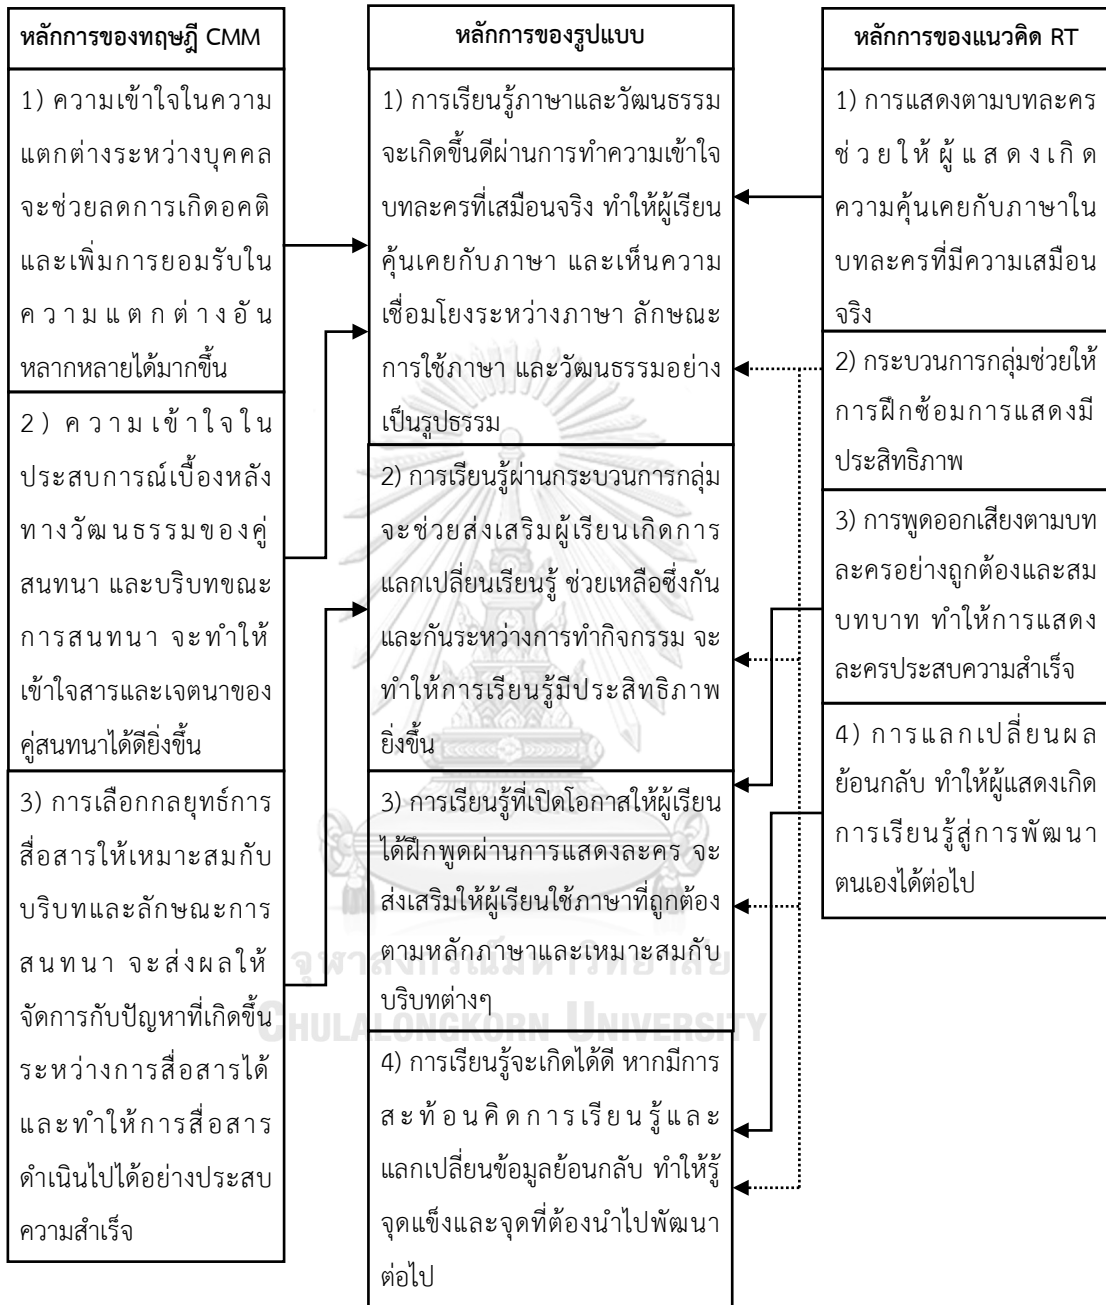 หลักการของทฤษฎี CMM
1) ความเข้าใจในความ
แตกต่างระหว่างบุคคล
จะช่วยลดการเกิดอคติ
และเพิ่มการยอมรับใน
ความแตกต่างอัน
หลากหลายได้มากขึ้น
2) ความเข้าใจใน
ประสบการณ์เบื้องหลัง
ทางวัฒนธรรมของคู่
สนทนา และบริบทขณะ
การสนทนา จะทำให้
เข้าใจสารและเจตนาของ
คู่สนทนาได้ดียิ่งขึ้น
3) การเลือกกลยุทธ์การ
สื่อสารให้เหมาะสมกับ
บริบทและลักษณะการ
สนทนา จะส่งผลให้
จัดการกับปัญหาที่เกิดขึ้น
ระหว่างการสื่อสารได้
และทำให้การสื่อสาร
ดำเนินไปได้อย่างประสบ
ความสำเร็จ
หลักการของรูปแบบ
1) การเรียนรู้ภาษาและวัฒนธรรม
จะเกิดขึ้นดีผ่านการทำความเข้าใจ
บทละครที่เสมือนจริง ทำให้ผู้เรียน
คุ้นเคยกับภาษา และเห็นความ
เชื่อมโยงระหว่างภาษา ลักษณะ
การใช้ภาษา และวัฒนธรรมอย่าง
เป็นรูปธรรม
2) การเรียนรู้ผ่านกระบวนการกลุ่ม
จะช่วยส่งเสริมผู้เรียนเกิดการ
แลกเปลี่ยนเรียนรู้ ช่วยเหลือซึ่งกัน
และกันระหว่างการทำกิจกรรม จะ
ทำให้การเรียนรู้มีประสิทธิภาพ
ยิ่งขึ้น
3) การเรียนรู้ที่เปิดโอกาสให้ผู้เรียน
ได้ฝึกพูดผ่านการแสดงละคร จะ
ส่งเสริมให้ผู้เรียนใช้ภาษาที่ถูกต้อง
ตามหลักภาษาและเหมาะสมกับ
บริบทต่างๆ
4) การเรียนรู้จะเกิดได้ดี หากมีการ
สะท้อนคิดการเรียนรู้และ
แลกเปลี่ยนข้อมูลย้อนกลับ ทำให้รู้
จุดแข็งและจุดที่ต้องนำไปพัฒนา
ต่อไป
หลักการของแนวคิด RT
1) การแสดงตามบทละคร
ช่วยให้ผู้แสดงเกิด
ความคุ้นเคยกับภาษาใน
บทละครที่มีความเสมือน
จริง
2) กระบวนการกลุ่มช่วยให้
การฝึกซ้อมการแสดงมี
ประสิทธิภาพ
3) การพูดออกเสียงตามบท
ละครอย่างถูกต้องและสม
บทบาท ทำให้การแสดง
ละครประสบความสำเร็จ
4) การแลกเปลี่ยนผล
ย้อนกลับ ทำให้ผู้แสดงเกิด
การเรียนรู้สู่การพัฒนา
ตนเองได้ต่อไป
จุฬาลงกรณ์มหาวิทยาลัย
CHULALONGKORN UNIVERSITY